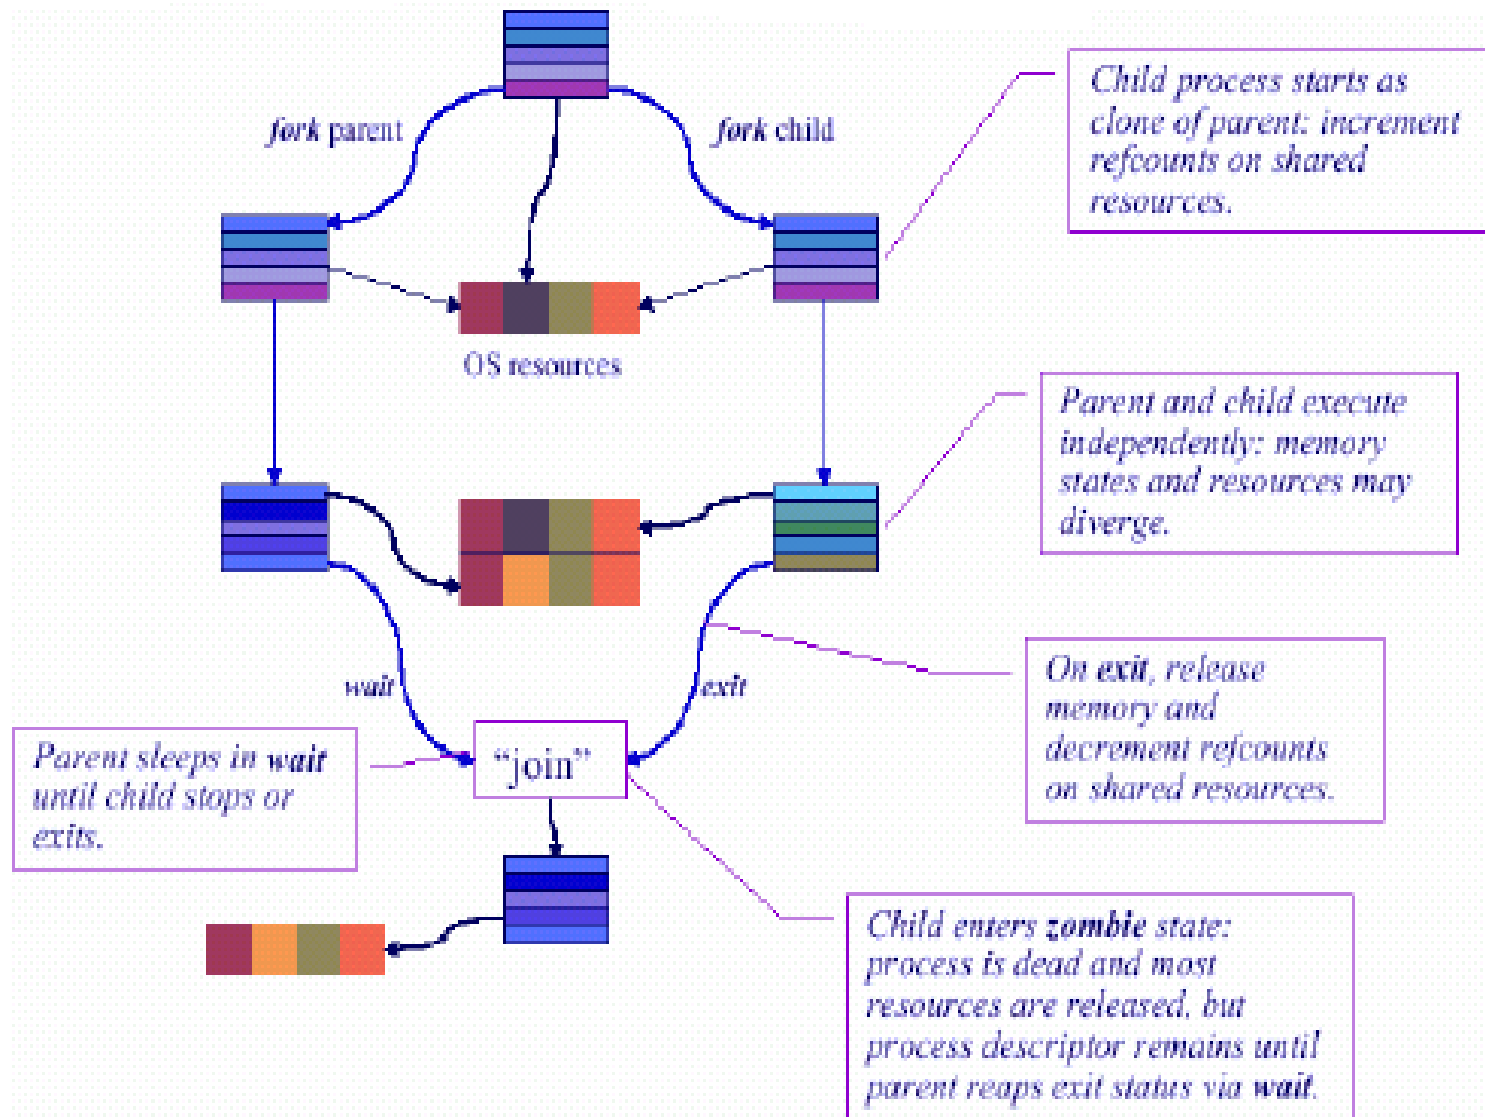 fork parent
fork child
Child process starts as
clone of parent: increment
refcounts on shared
resources.
OS resources
Parent and child execute
independently: memory
states and resources may
diverge.
wait
exit
On exit, release
memory and
decrement refcounts
on shared resources.
Parent sleeps in wait
until child stops or
exits.
“join”
Child enters zombie state:
process is dead and most
resources are released, but
process descriptor remains until
parent reaps exit status via wait.